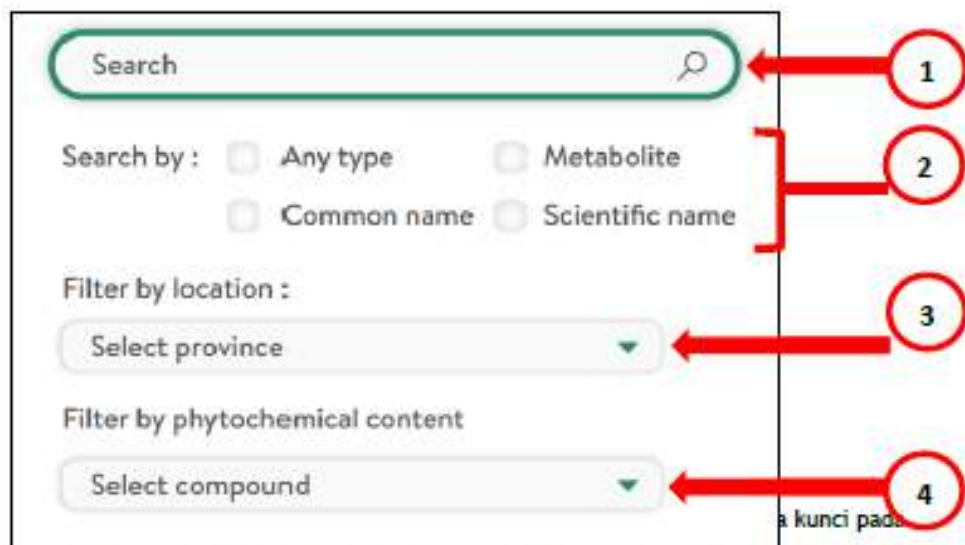 Search
1
Search by : Any type Metabolite
2
Common name Scientific name
Filter by location :
3
Select province
Filter by phytochemical content
Select compound
4
a kunci pada